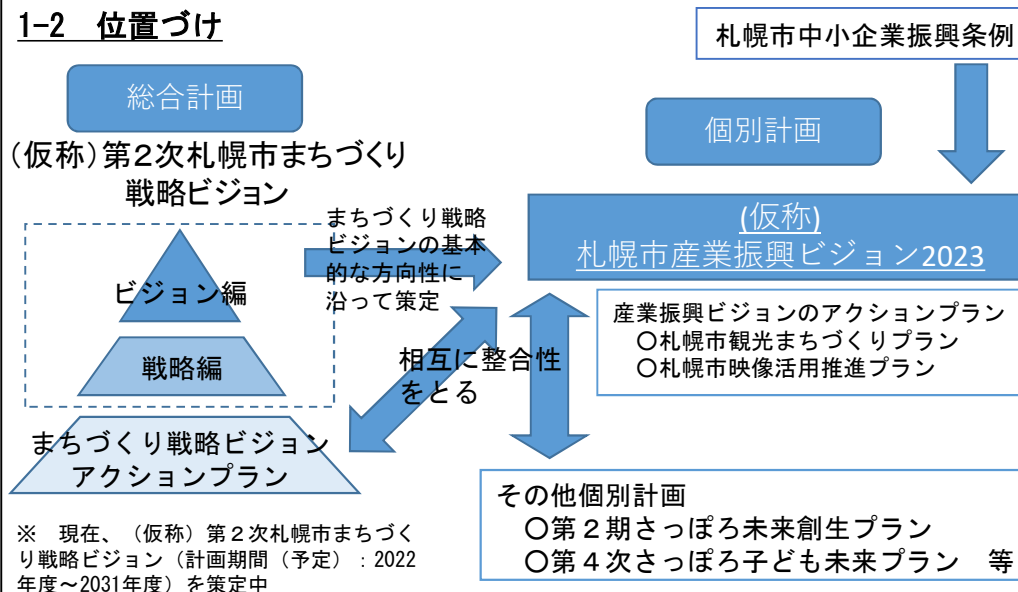 1-2 位置づけ
札幌市中小企業振興条例
総合計画
個別計画
(仮称)第2次札幌市まちづくり
戦略ビジョン
(仮称)
札幌市産業振興ビジョン2023
まちづくり戦略
ビジョンの基本
的な方向性に
沿って策定
ビジョン編
戦略編
まちづくり戦略ビジョン
アクションプラン
相互に整合性
をとる
産業振興ビジョンのアクションプラン
〇札幌市観光まちづくりプラン
〇札幌市映像活用推進プラン
その他個別計画
〇第2期さっぽろ未来創生プラン
〇第4次さっぽろ子ども未来プラン 等
※ 現在、(仮称)第2次札幌市まちづく
り戦略ビジョン(計画期間(予定):2022
年度~2031年度)を策定中